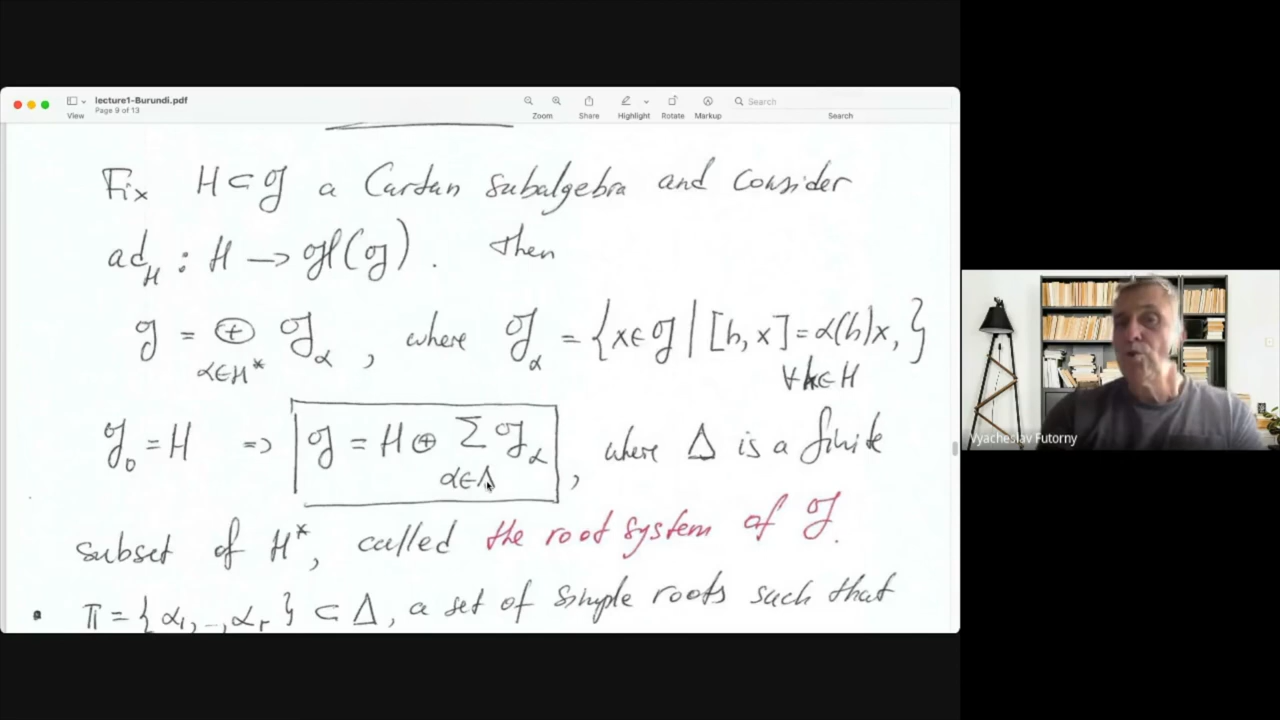 lecture1-Burundi.pdf
Page 9 of 13
View
Zoom
Share
Highlight
Rotate
Markup
Search
Search
Fix H ⊂ 𝔤 a Cartan subalgebra and consider
ad_H : H → 𝔤l(𝔤). Then
𝔤 = ⊕_{α∈H*} 𝔤_α, where 𝔤_α = {x∈𝔤 | [h,x]=α(h)x, ∀h∈H}
𝔤_0 = H ⇒ 𝔤 = H ⊕ Σ_{α∈Δ} 𝔤_α, where Δ is a finite
subset of H*, called the root system of 𝔤.
• π = {α_1,..,α_r} ⊂ Δ, a set of simple roots such that
Vyacheslav Futorny